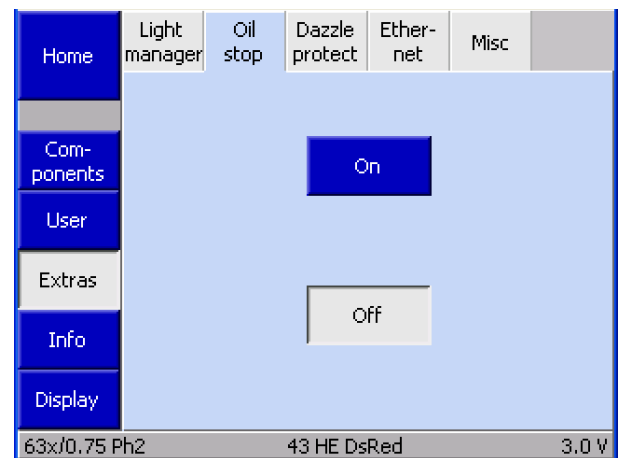 Home
Light
manager
Oil
stop
Dazzle
protect
Ether-
net
Misc
Com-
ponents
User
Extras
Info
Display
On
Off
63x/0.75 Ph2
43 HE DsRed
3.0 V